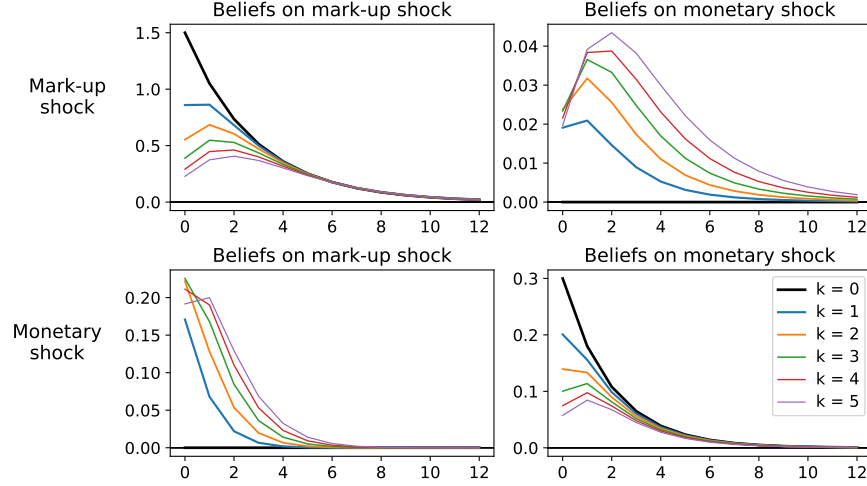 Beliefs on mark-up shock
Beliefs on monetary shock
Mark-up
shock
1.5
1.0
0.5
0.0
0 2 4 6 8 10 12
0.04
0.03
0.02
0.01
0.00
0 2 4 6 8 10 12
Beliefs on mark-up shock
Beliefs on monetary shock
Monetary
shock
0.20
0.15
0.10
0.05
0.00
0 2 4 6 8 10 12
0.3
0.2
0.1
0.0
0 2 4 6 8 10 12
k = 0
k = 1
k = 2
k = 3
k = 4
k = 5